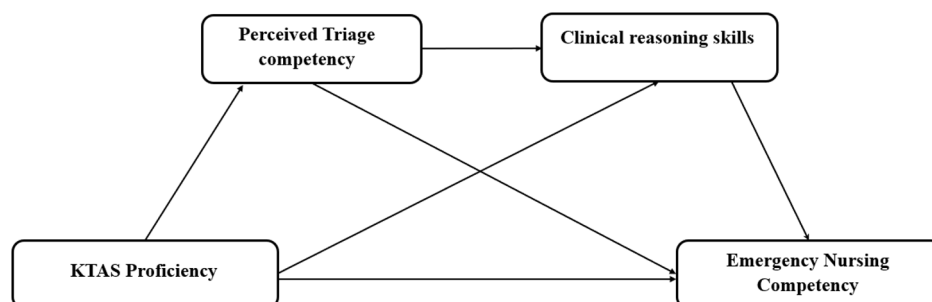 Perceived Triage
competency
Clinical reasoning skills
KTAS Proficiency
Emergency Nursing
Competency